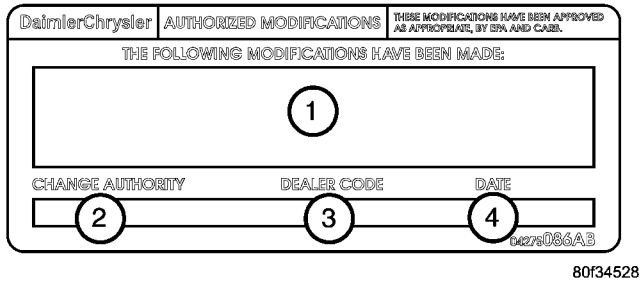 DaimlerChrysler AUTHORIZED MODIFICATIONS THESE MODIFICATIONS HAVE BEEN APPROVED
AS APPROPRIATE, BY EPA AND CARB.
THE FOLLOWING MODIFICATIONS HAVE BEEN MADE:
1
CHANGE AUTHORITY DEALER CODE DATE
2 3 4
04275086AB
80f34528